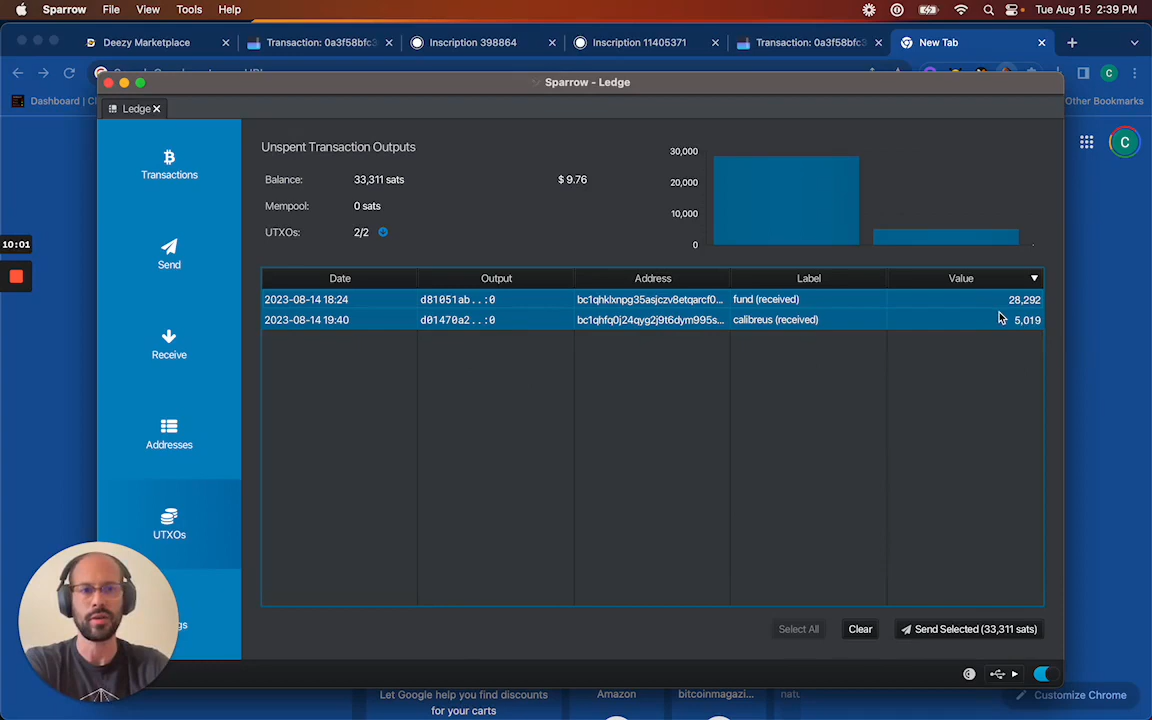 Sparrow File View Tools Help Tue Aug 15 2:39 PM
Deezy Marketplace Transaction: 0a3f58bfc3 Inscription 398864 Inscription 11405371 Transaction: 0a3f58bfc3 New Tab
Sparrow - Ledge
Dashboard | Cl Ledge Other Bookmarks
Unspent Transaction Outputs
Balance: 33,311 sats $ 9.76
Mempool: 0 sats
UTXOs: 2/2
30,000
20,000
10,000
0
Transactions
Send
Receive
Addresses
UTXOs
gs
10:01
C
C
Date Output Address Label Value
2023-08-14 18:24 d81051ab..:0 bc1qhklxnpg35asjczv8etqarcf0... fund (received) 28,292
2023-08-14 19:40 d01470a2..:0 bc1qhfq0j24qyg2j9t6dym995s... calibreus (received) 5,019
Select All Clear Send Selected (33,311 sats)
Let Google help you find discounts
for your carts
Amazon
bitcoinmagazi...
Customize Chrome